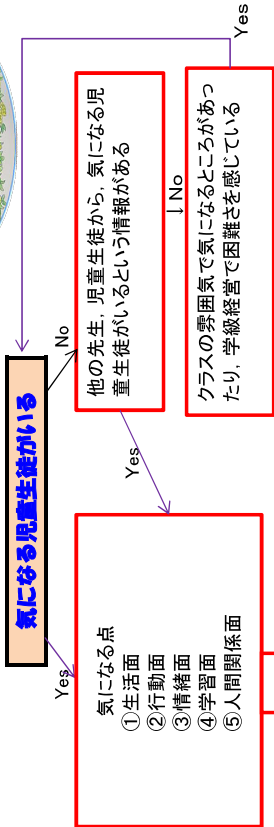 気になる児童生徒がいる
Yes
No
気になる点
①生活面
②行動面
③情緒面
④学習面
⑤人間関係面
Yes
他の先生，児童生徒から，気になる児
童生徒がいるという情報がある
↓No
クラスの雰囲気で気になるところがあっ
たり，学級経営で困難さを感じている
Yes